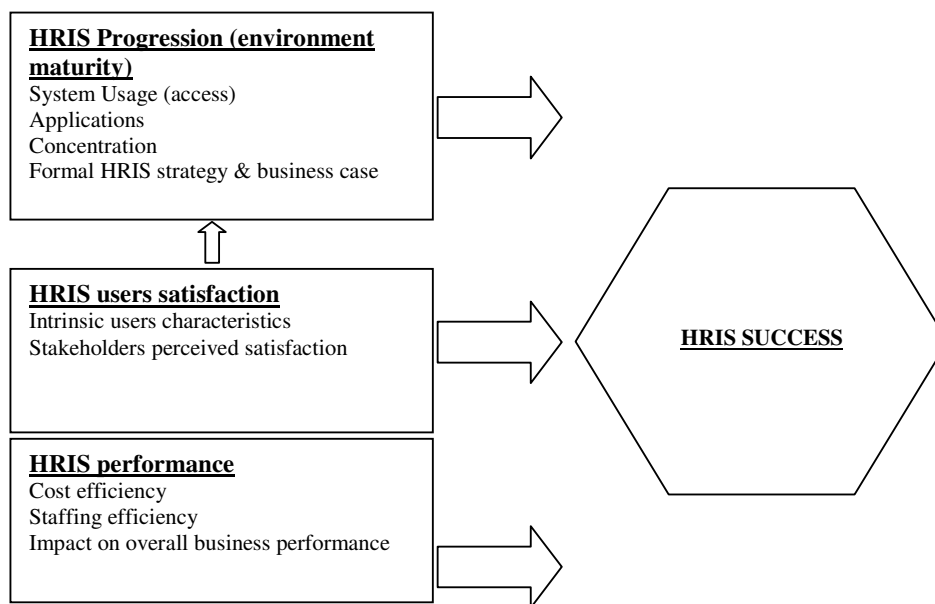 HRIS Progression (environment
maturity)
System Usage (access)
Applications
Concentration
Formal HRIS strategy & business case
HRIS users satisfaction
Intrinsic users characteristics
Stakeholders perceived satisfaction
HRIS SUCCESS
HRIS performance
Cost efficiency
Staffing efficiency
Impact on overall business performance